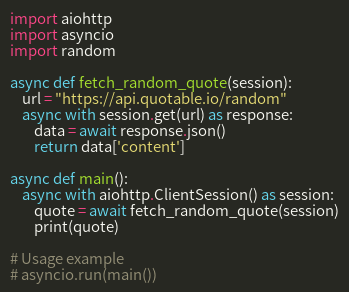 import aiohttp
import asyncio
import random

async def fetch_random_quote(session):
    url = "https://api.quotable.io/random"
    async with session.get(url) as response:
        data = await response.json()
        return data['content']

async def main():
    async with aiohttp.ClientSession() as session:
        quote = await fetch_random_quote(session)
        print(quote)

# Usage example
# asyncio.run(main())